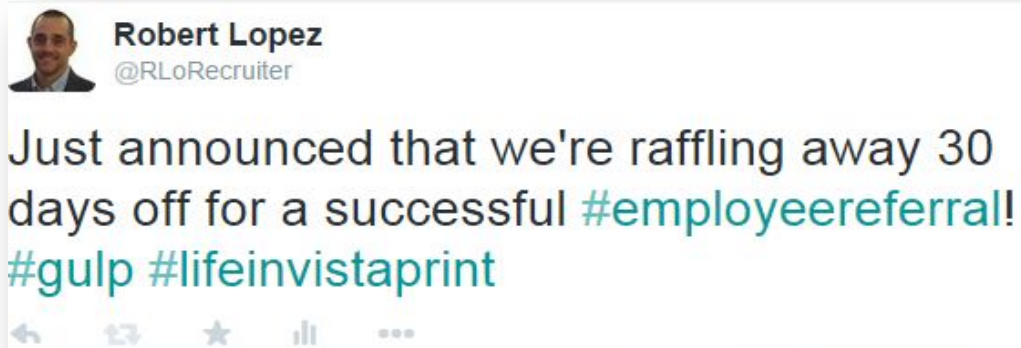 Robert Lopez
@RLoRecruiter
Just announced that we're raffling away 30
days off for a successful #employeereferral!
#gulp #lifeinvistaprint